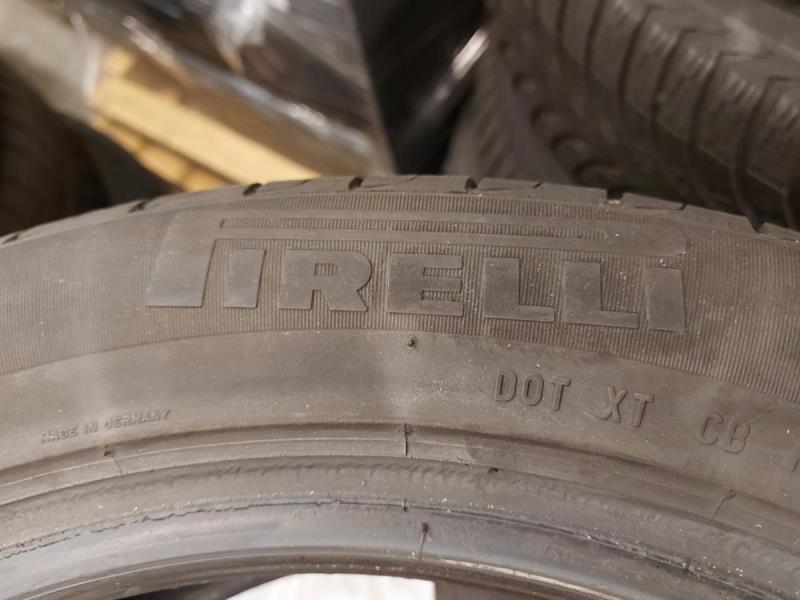 PIRELLI
DOT XT CB
MADE IN GERMANY